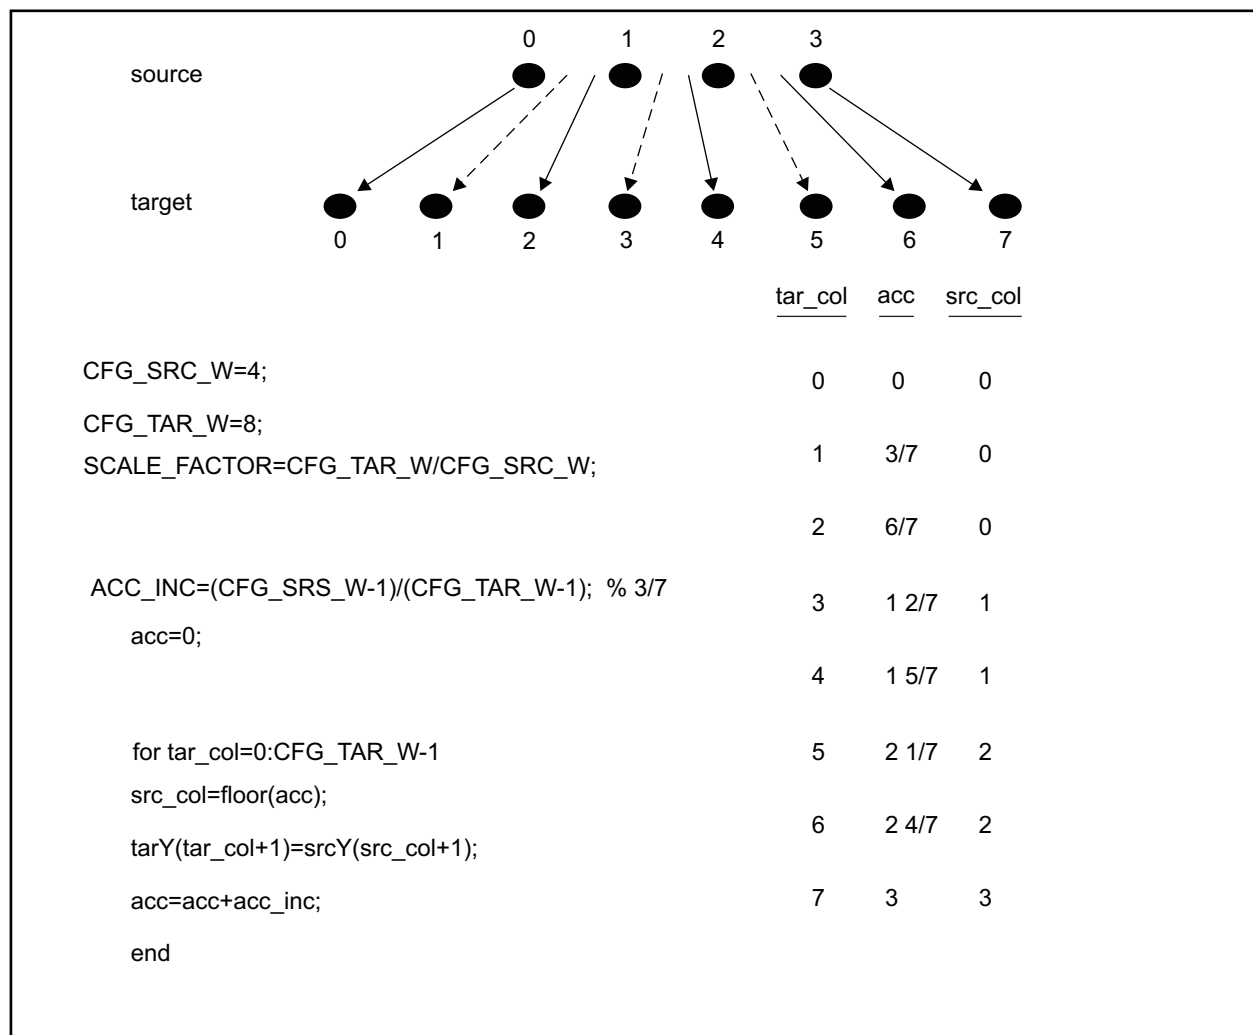 0 1 2 3
source
target
0 1 2 3 4 5 6 7
tar_col acc src_col
CFG_SRC_W=4;
0 0 0
CFG_TAR_W=8;
SCALE_FACTOR=CFG_TAR_W/CFG_SRC_W;
1 3/7 0
2 6/7 0
ACC_INC=(CFG_SRS_W-1)/(CFG_TAR_W-1); % 3/7
3 1 2/7 1
acc=0;
4 1 5/7 1
for tar_col=0:CFG_TAR_W-1
5 2 1/7 2
src_col=floor(acc);
6 2 4/7 2
tarY(tar_col+1)=srcY(src_col+1);
acc=acc+acc_inc;
7 3 3
end